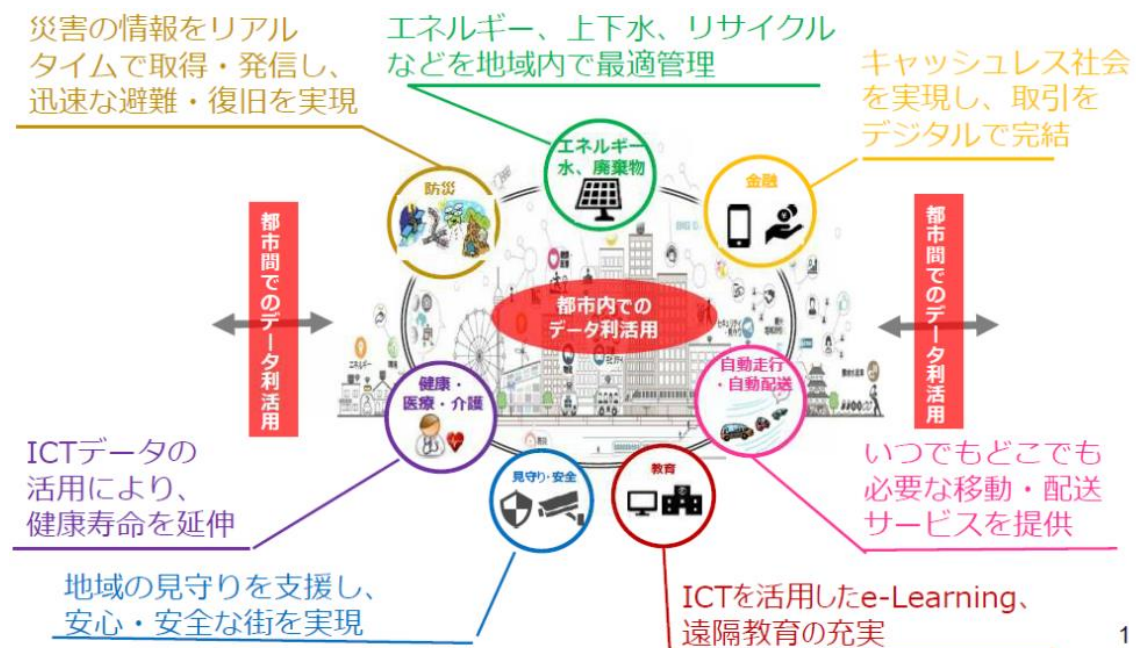 災害の情報をリアル
タイムで取得・発信し、
迅速な避難・復旧を実現
エネルギー、上下水、リサイクル
などを地域内で最適管理
キャッシュレス社会
を実現し、取引を
デジタルで完結
防災
エネルギー
水、廃棄物
金融
都市間でのデータ利活用
都市内での
データ利活用
都市間でのデータ利活用
健康・
医療・介護
自動走行
・自動配送
見守り・安全
教育
ICTデータの
活用により、
健康寿命を延伸
いつでもどこでも
必要な移動・配送
サービスを提供
地域の見守りを支援し、
安心・安全な街を実現
ICTを活用したe-Learning、
遠隔教育の充実
1